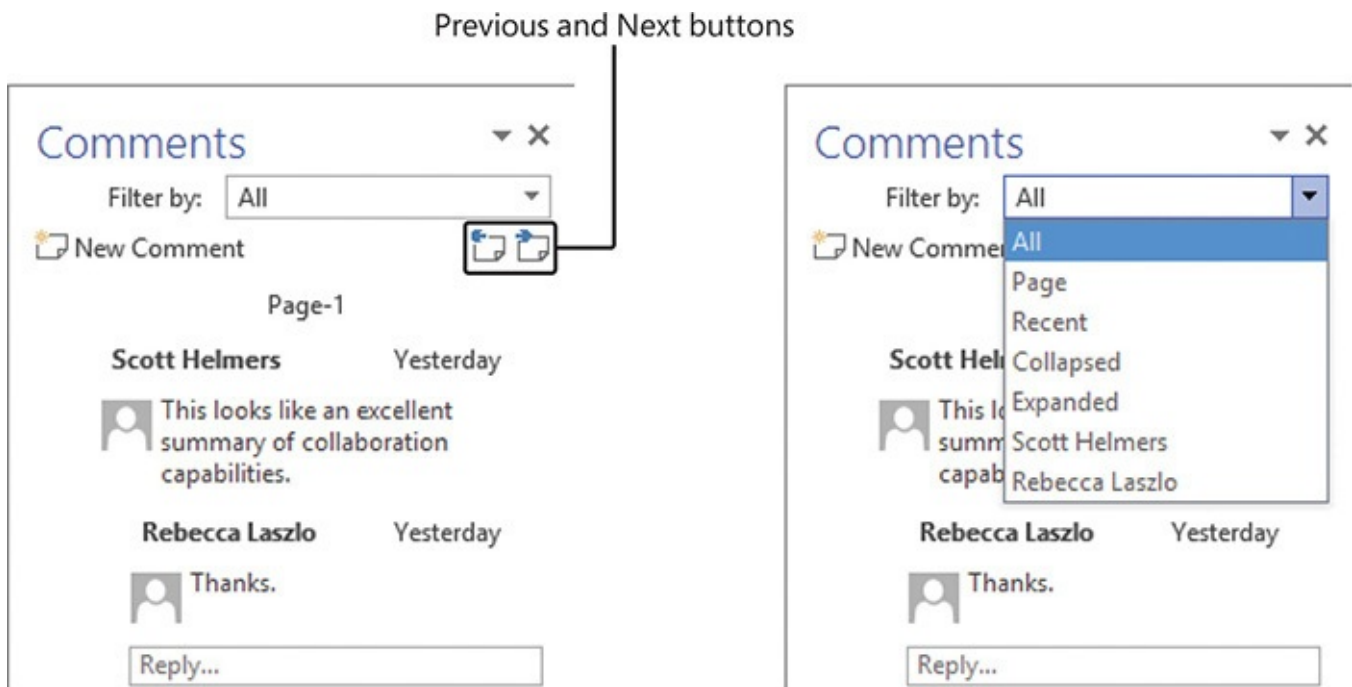 Previous and Next buttons
Comments
Filter by: All
New Comment
Page-1
Scott Helmers Yesterday
This looks like an excellent
summary of collaboration
capabilities.
Rebecca Laszlo Yesterday
Thanks.
Reply...
Comments
Filter by: All
New Comme
All
Page
Recent
Scott Hel
Collapsed
This lo
Expanded
summ
Scott Helmers
capab
Rebecca Laszlo
Rebecca Laszlo Yesterday
Thanks.
Reply...